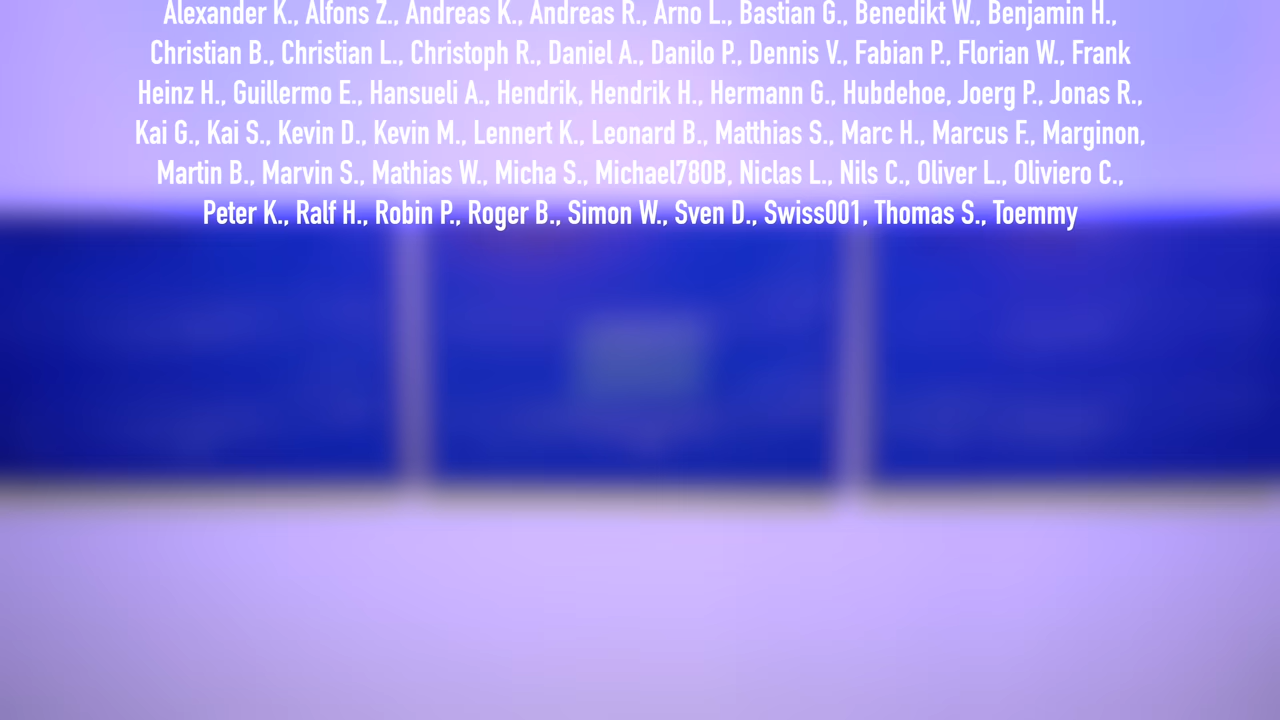 Alexander K., Alfons Z., Andreas K., Andreas R., Arno L., Bastian G., Benedikt W., Benjamin H.,
Christian B., Christian L., Christoph R., Daniel A., Danilo P., Dennis V., Fabian P., Florian W., Frank
Heinz H., Guillermo E., Hansueli A., Hendrik, Hendrik H., Hermann G., Hubdehoe, Joerg P., Jonas R.,
Kai G., Kai S., Kevin D., Kevin M., Lennert K., Leonard B., Matthias S., Marc H., Marcus F., Marginon,
Martin B., Marvin S., Mathias W., Micha S., Michael780B, Niclas L., Nils C., Oliver L., Oliviero C.,
Peter K., Ralf H., Robin P., Roger B., Simon W., Sven D., Swiss001, Thomas S., Toemmy